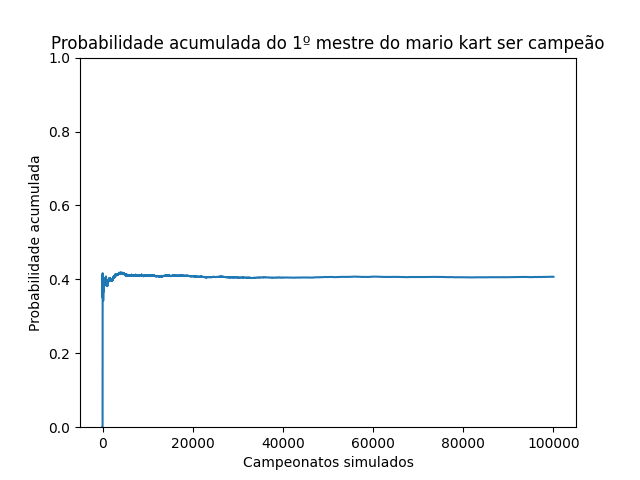 Probabilidade acumulada do 1º mestre do mario kart ser campeão
1.0
0.8
0.6
0.4
0.2
0.0
Probabilidade acumulada
0 20000 40000 60000 80000 100000
Campeonatos simulados